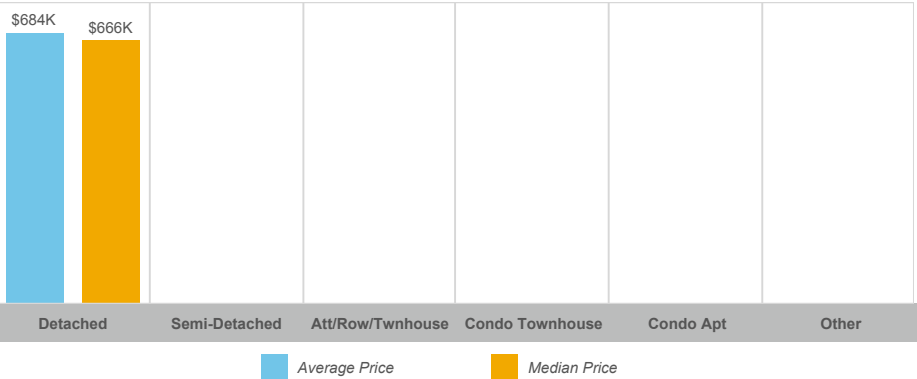 $684K
$666K
Detached Semi-Detached Att/Row/Twnhouse Condo Townhouse Condo Apt Other
Average Price Median Price